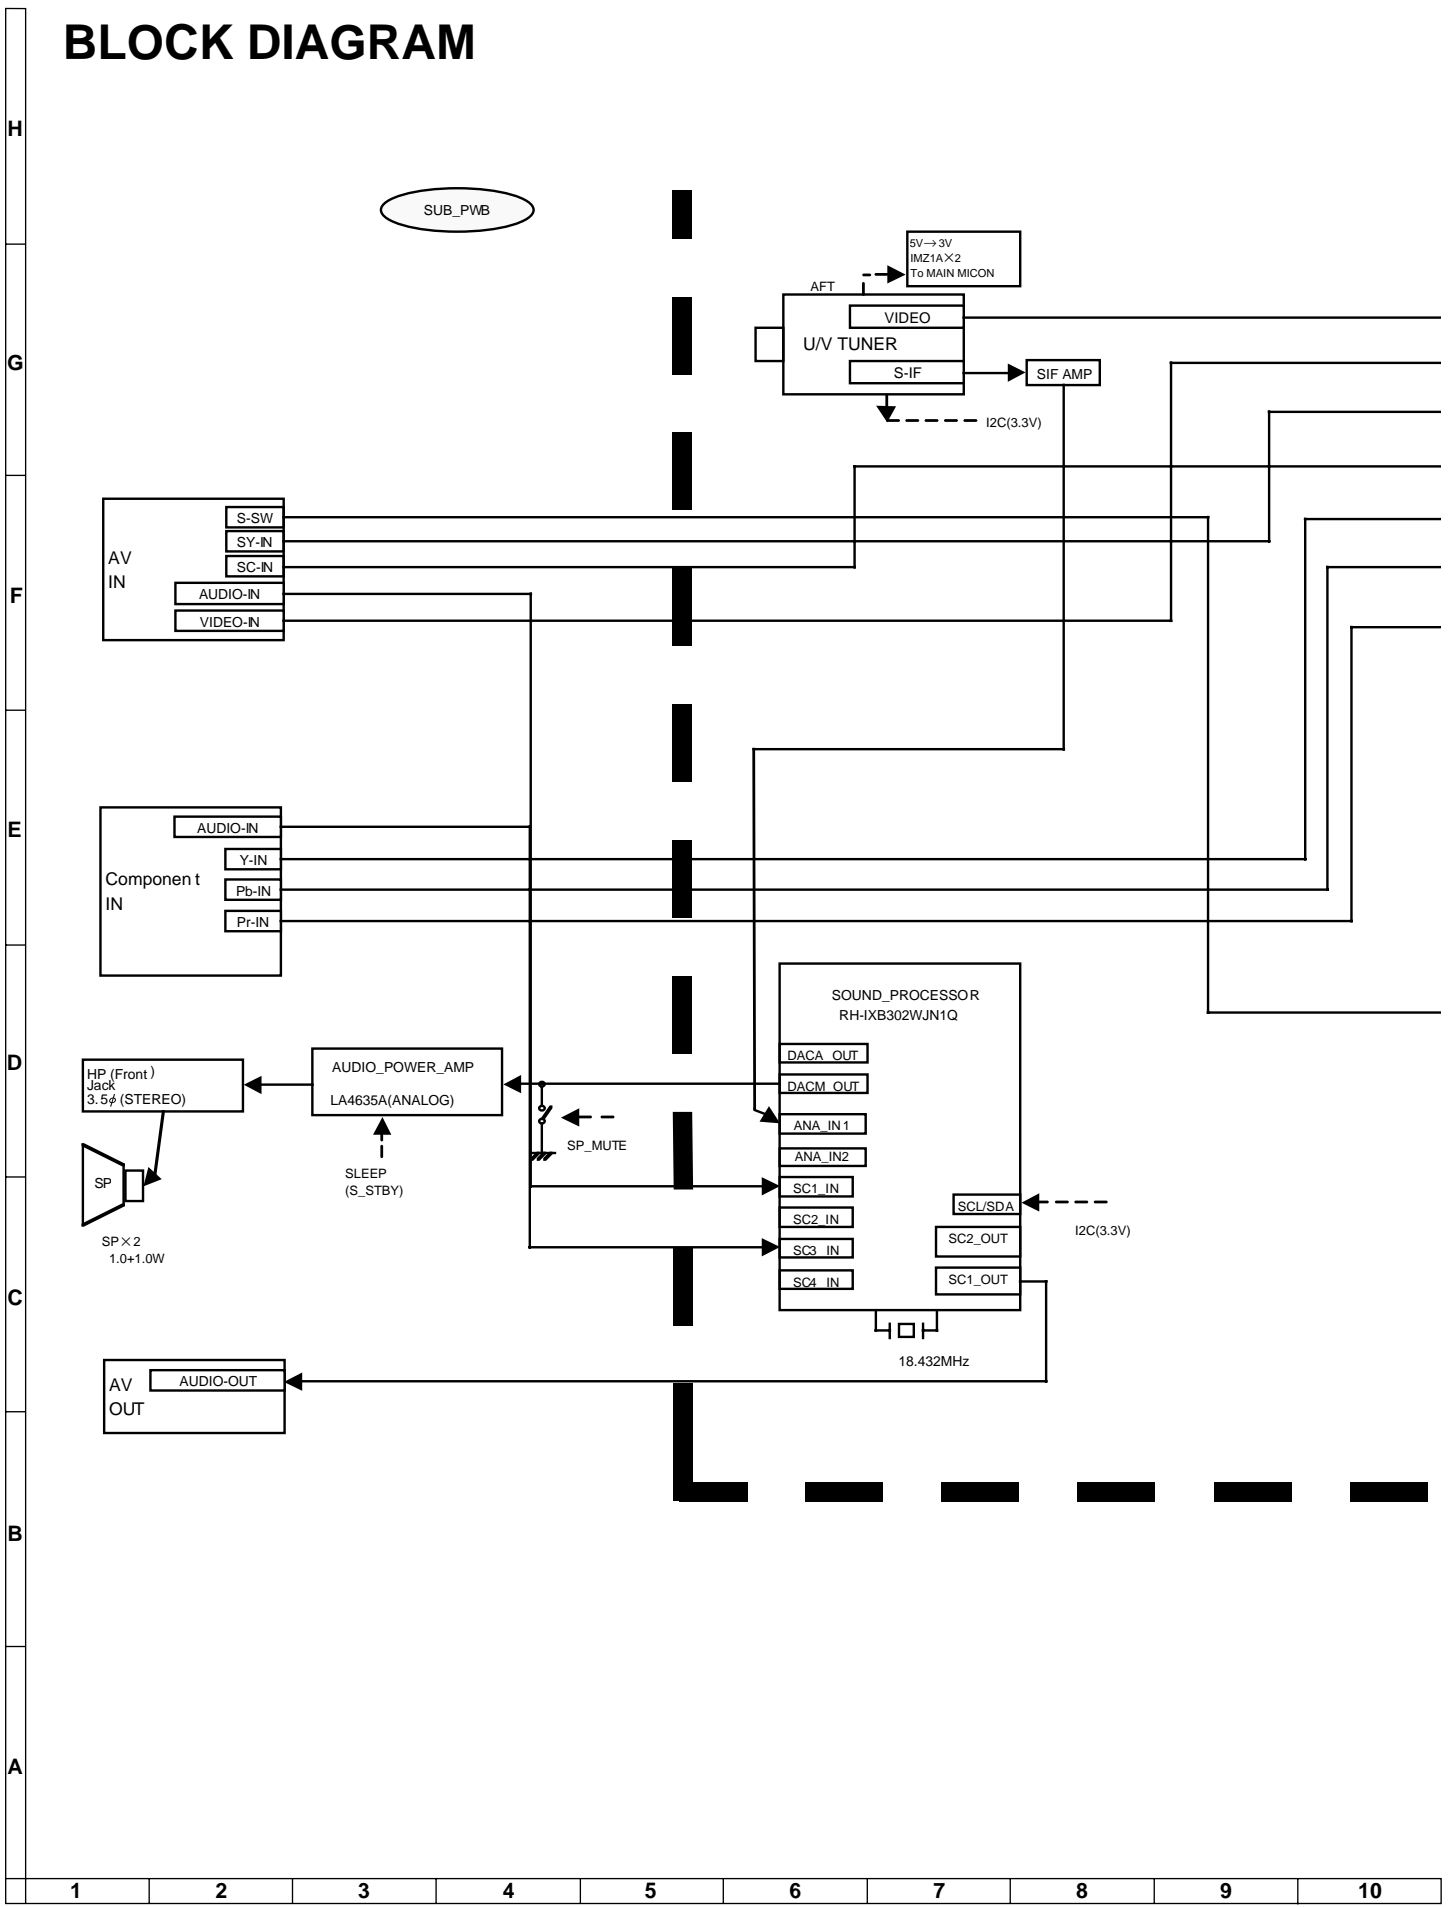 BLOCK DIAGRAM
H
SUB_PWB
5V→3V
IMZ1A×2
To MAIN MICON
AFT
VIDEO
U/V TUNER
G
S-IF
SIF AMP
I2C(3.3V)
S-SW
SY-IN
AV
IN
SC-IN
F
AUDIO-IN
VIDEO-IN
E
AUDIO-IN
Y-IN
Component
IN
Pb-IN
Pr-IN
SOUND_PROCESSOR
RH-IXB302WJN1Q
D
DACA_OUT
HP (Front)
Jack
3.5ϕ (STEREO)
AUDIO_POWER_AMP
LA4635A(ANALOG)
DACM_OUT
ANA_IN1
SP_MUTE
ANA_IN2
SLEEP
(S_STBY)
SP
SC1_IN
SCL/SDA
SC2_IN
I2C(3.3V)
SC2_OUT
SP×2
1.0+1.0W
SC3_IN
SC4_IN
SC1_OUT
C
18.432MHz
AV
OUT
AUDIO-OUT
B
A
1 2 3 4 5 6 7 8 9 10